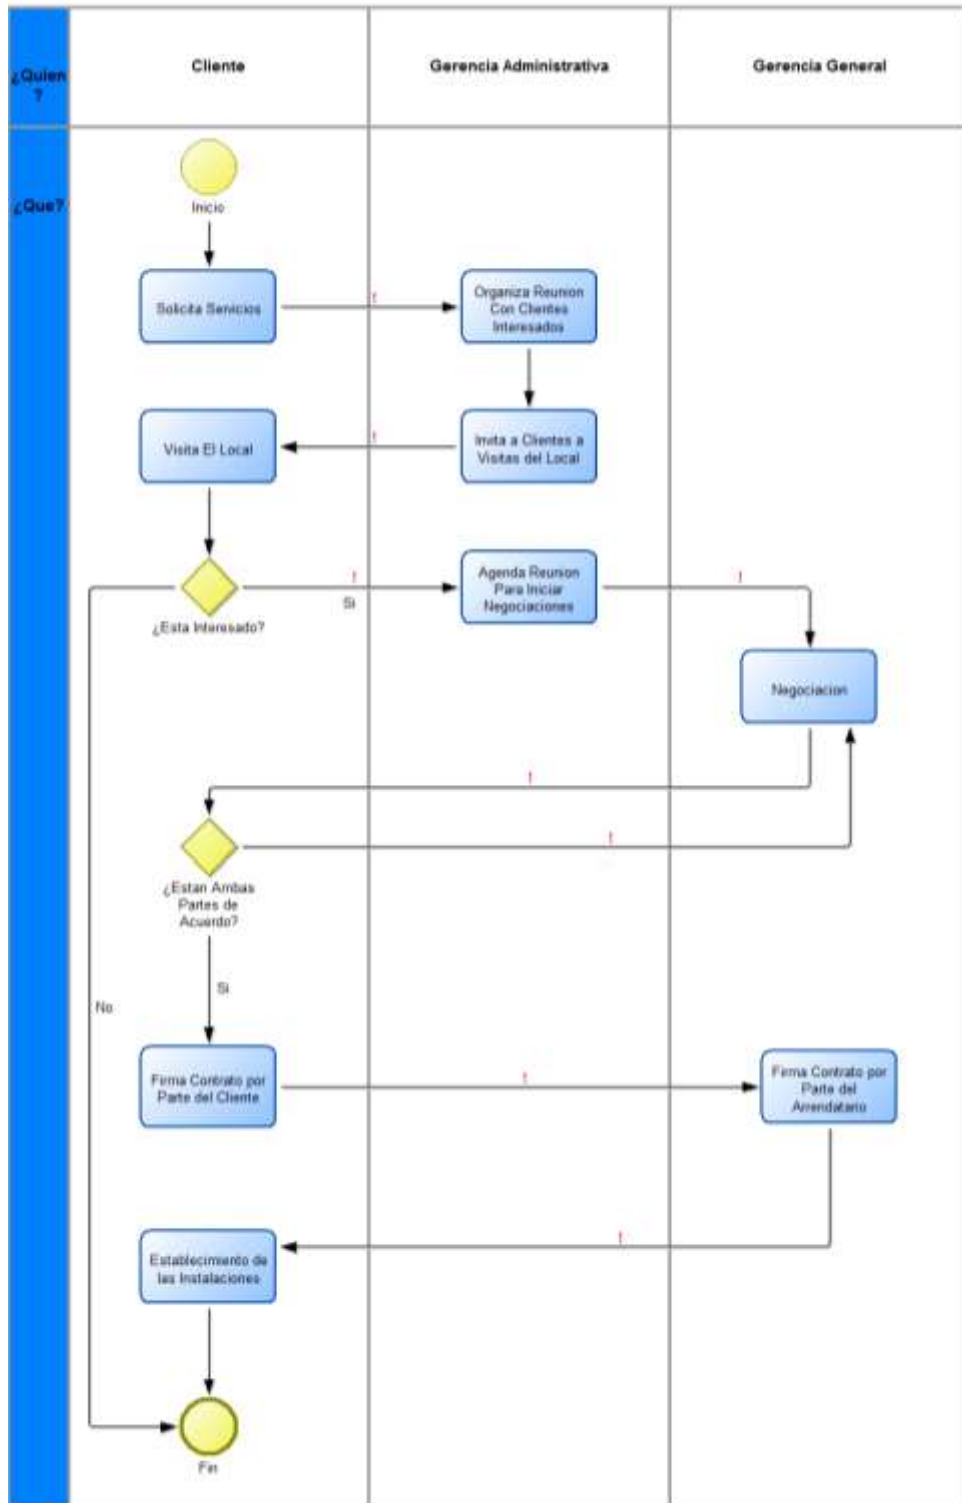 ¿Quien
?
Cliente
Gerencia Administrativa
Gerencia General
¿Que?
Inicio
Solicita Servicios
!
Organiza Reunion
Con Clientes
Interesados
Visita El Local
!
Invita a Clientes a
Visitas del Local
¿Esta Interesado?
!
Si
Agenda Reunion
Para Iniciar
Negociaciones
!
Negociacion
!
!
¿Estan Ambas
Partes de
Acuerdo?
Si
No
Firma Contrato por
Parte del Cliente
!
Firma Contrato por
Parte del
Arrendatario
!
Establecimiento de
las Instalaciones
Fin